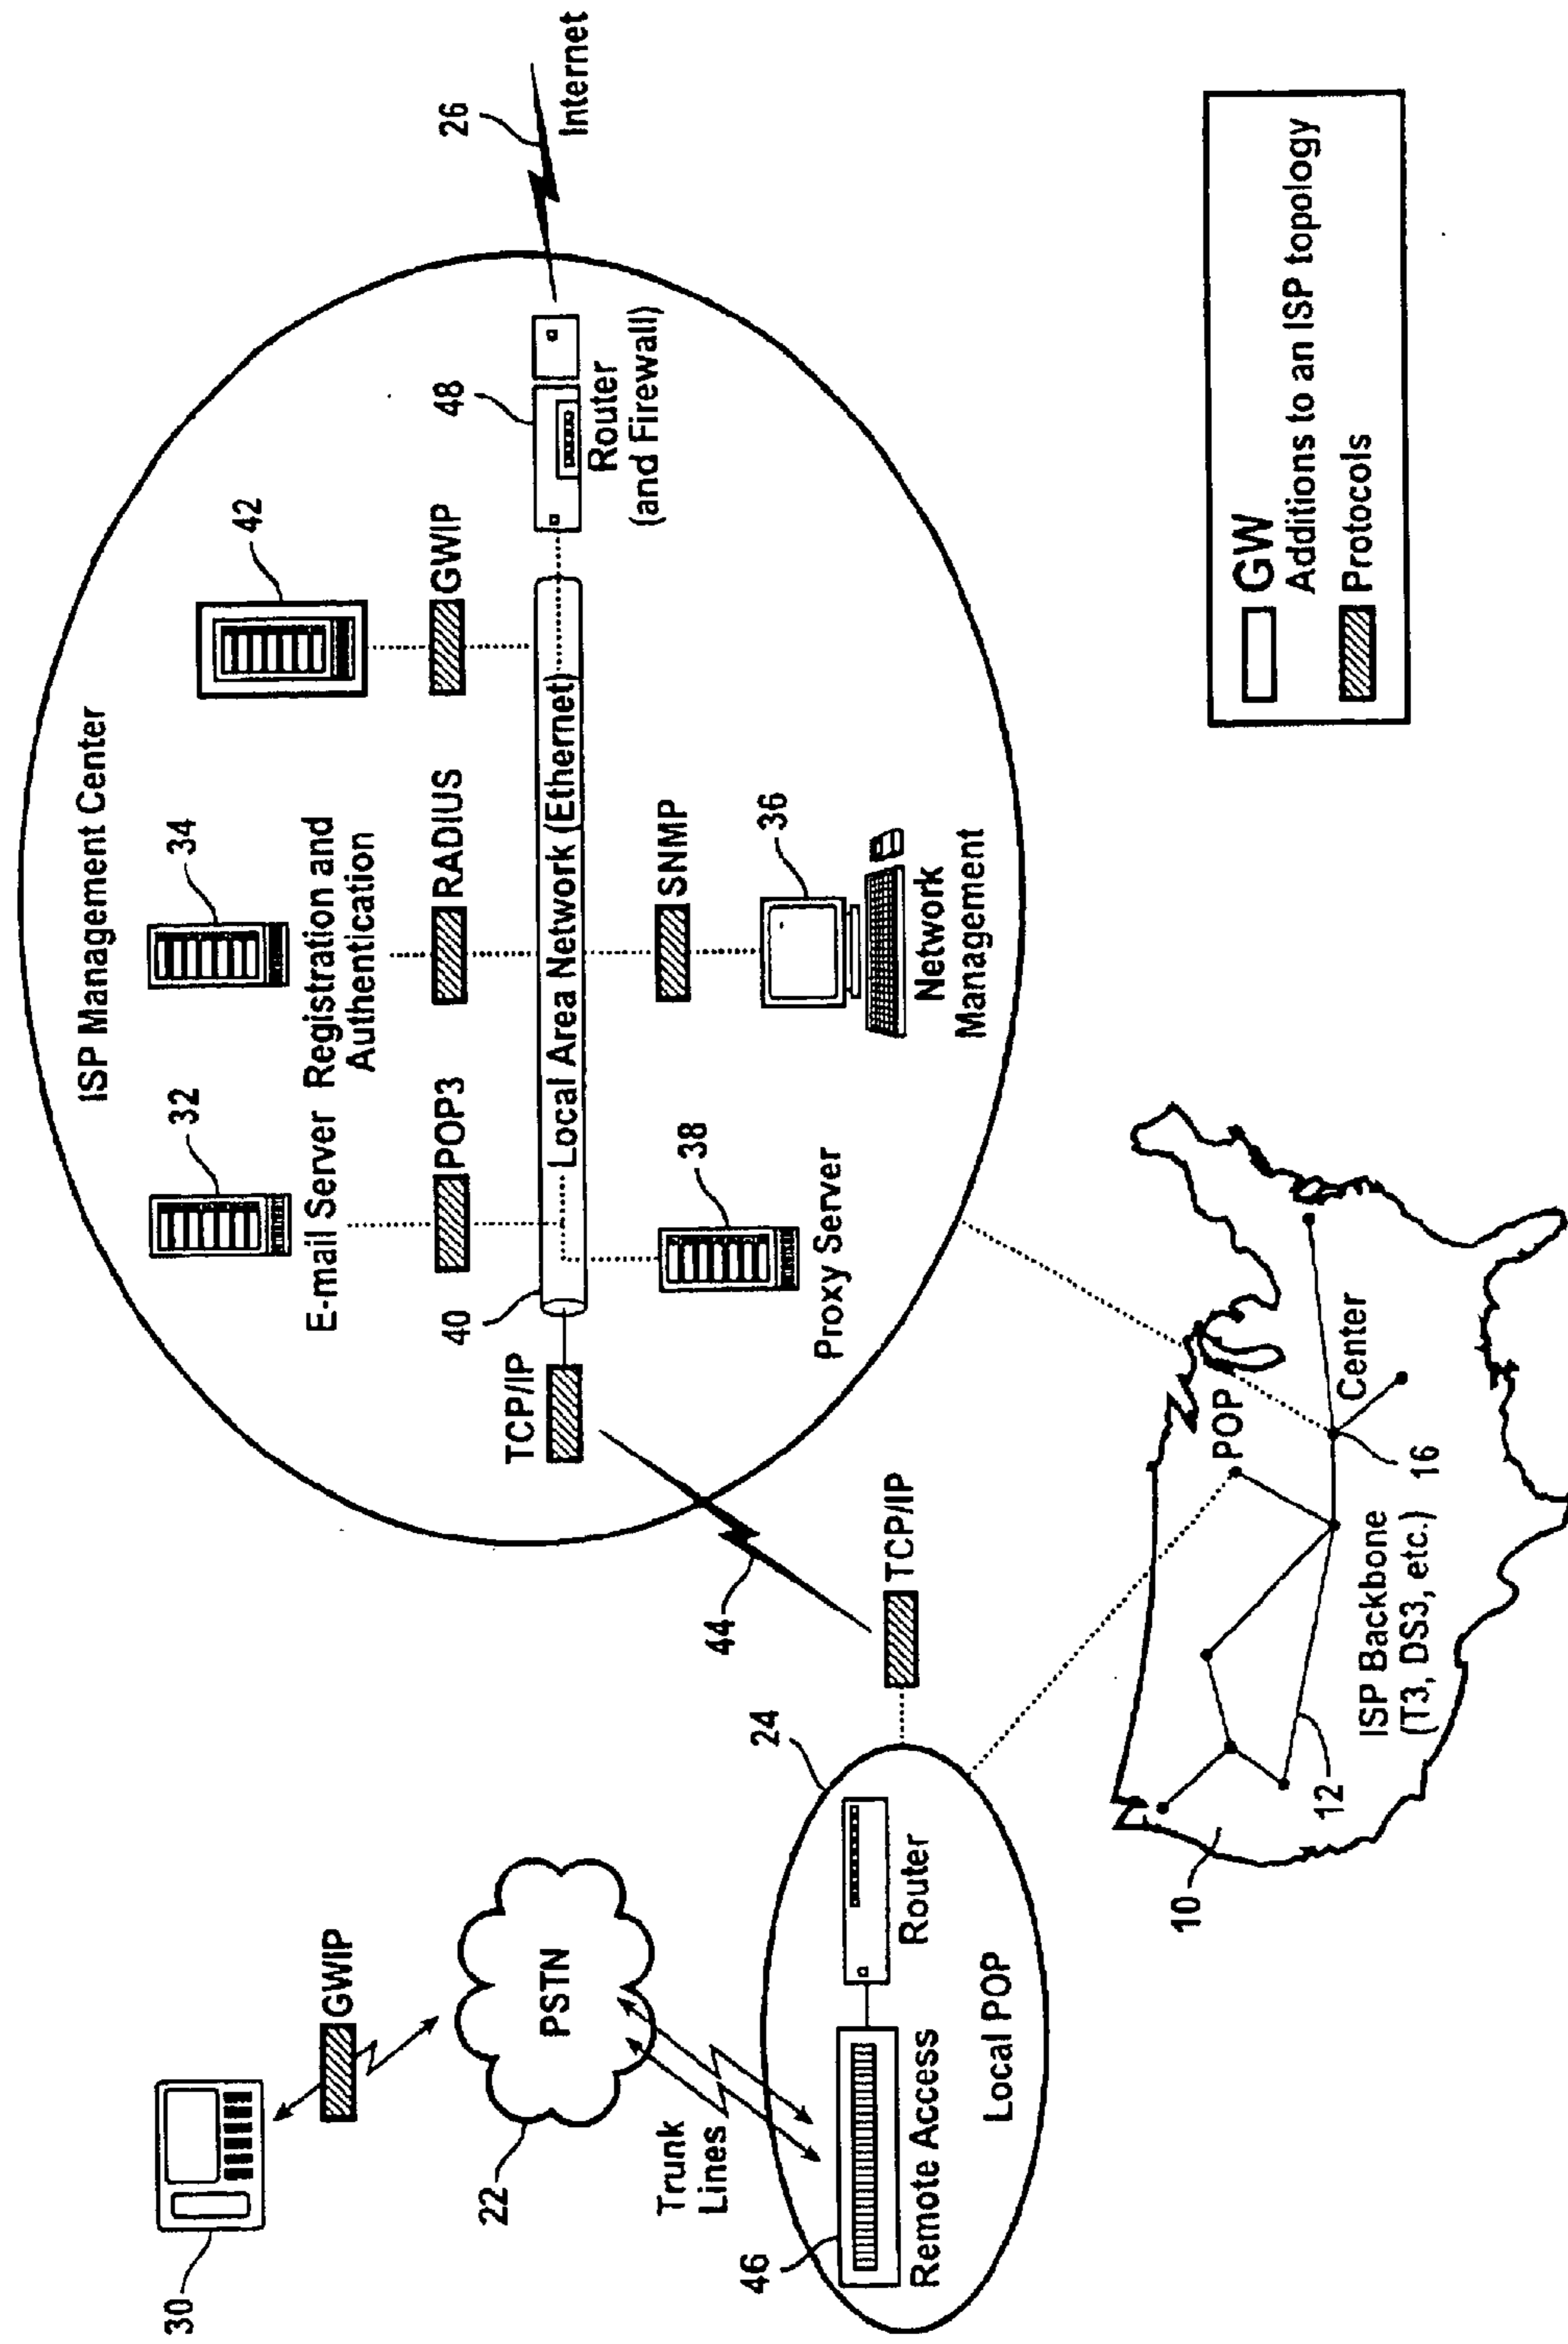 ISP Management Center
32
34
42
E-mail Server
Registration and
Authentication
POP3
RADIUS
GWIP
48
26
40
TCP/IP
Local Area Network (Ethernet)
Router
(and Firewall)
Internet
38
SNMP
36
Proxy Server
Network
Management
30
GWIP
22
PSTN
Trunk
Lines
44
24
TCP/IP
46
Remote Access
Router
Local POP
10
12
POP
Center
16
ISP Backbone
(T3, DS3, etc.)
GW
Additions to an ISP topology
Protocols